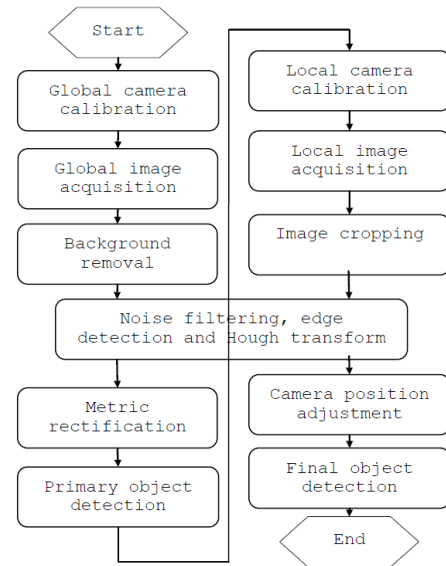 Start
Global camera
calibration
Global image
acquisition
Background
removal
Noise filtering, edge
detection and Hough transform
Metric
rectification
Primary object
detection
Local camera
calibration
Local image
acquisition
Image cropping
Camera position
adjustment
Final object
detection
End